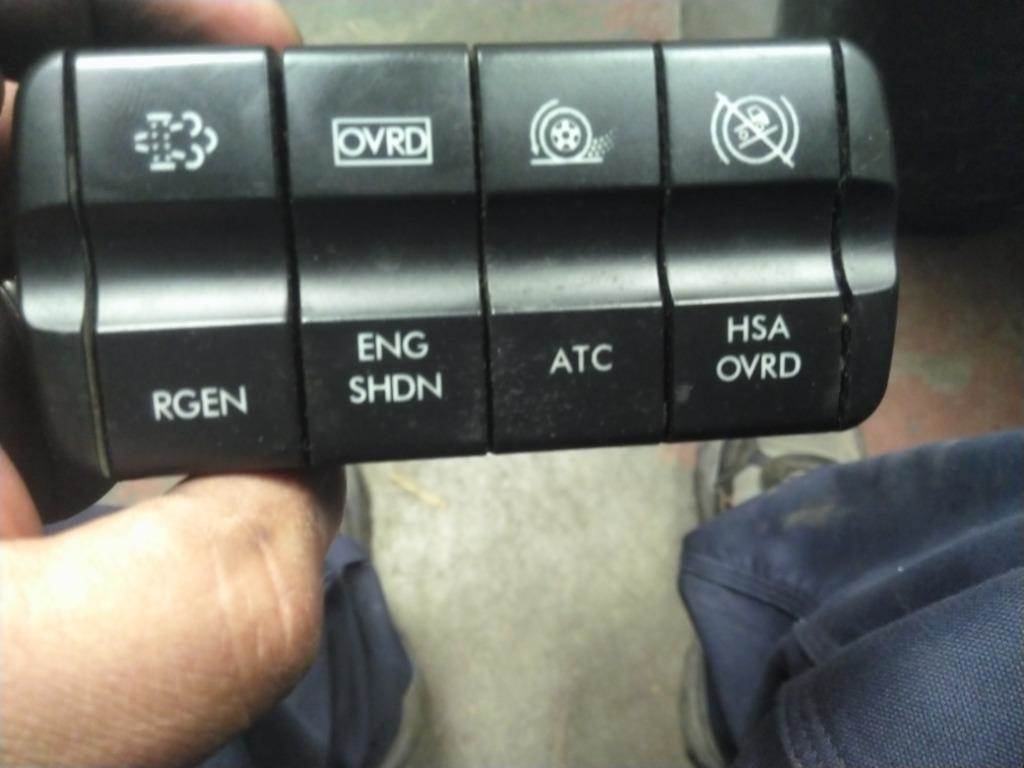 OVRD
RGEN
ENG
SHDN
ATC
HSA
OVRD